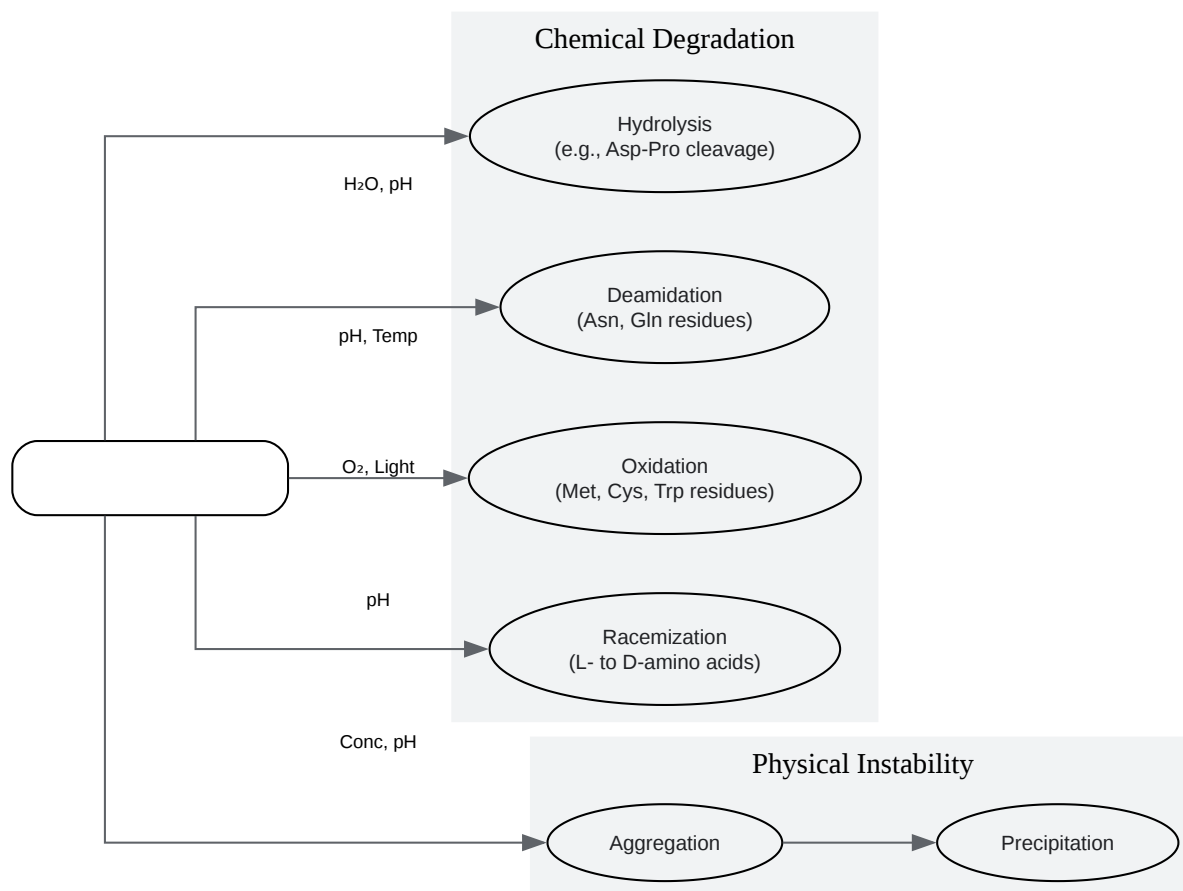 Chemical Degradation
Hydrolysis
(e.g., Asp-Pro cleavage)
H₂O, pH
Deamidation
(Asn, Gln residues)
pH, Temp
Oxidation
(Met, Cys, Trp residues)
O₂, Light
pH
Racemization
(L- to D-amino acids)
Conc, pH
Physical Instability
Aggregation
Precipitation